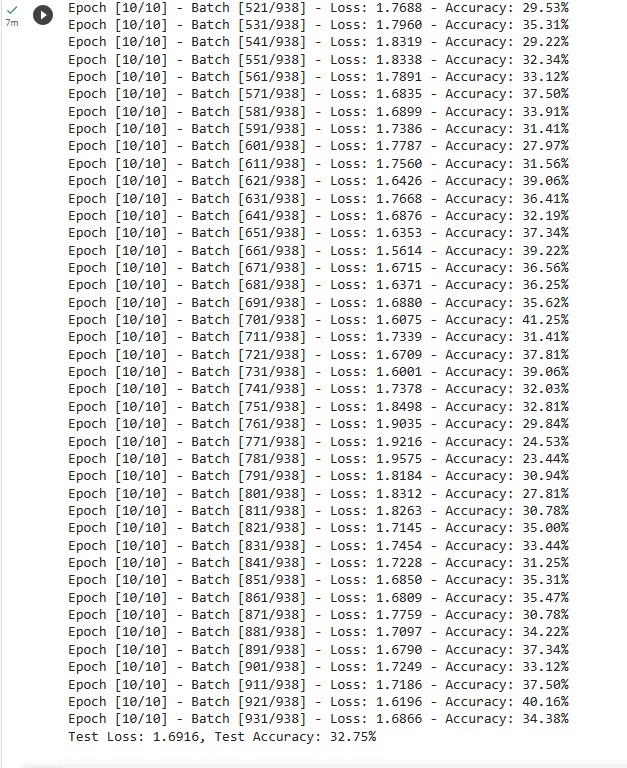 Epoch [10/10] - Batch [521/938] - Loss: 1.7688 - Accuracy: 29.53%
7m
Epoch [10/10] - Batch [531/938] - Loss: 1.7960 - Accuracy: 35.31%
Epoch [10/10] - Batch [541/938] - Loss: 1.8319 - Accuracy: 29.22%
Epoch [10/10] - Batch [551/938] - Loss: 1.8338 - Accuracy: 32.34%
Epoch [10/10] - Batch [561/938] - Loss: 1.7891 - Accuracy: 33.12%
Epoch [10/10] - Batch [571/938] - Loss: 1.6835 - Accuracy: 37.50%
Epoch [10/10] - Batch [581/938] - Loss: 1.6899 - Accuracy: 33.91%
Epoch [10/10] - Batch [591/938] - Loss: 1.7386 - Accuracy: 31.41%
Epoch [10/10] - Batch [601/938] - Loss: 1.7787 - Accuracy: 27.97%
Epoch [10/10] - Batch [611/938] - Loss: 1.7560 - Accuracy: 31.56%
Epoch [10/10] - Batch [621/938] - Loss: 1.6426 - Accuracy: 39.06%
Epoch [10/10] - Batch [631/938] - Loss: 1.7668 - Accuracy: 36.41%
Epoch [10/10] - Batch [641/938] - Loss: 1.6876 - Accuracy: 32.19%
Epoch [10/10] - Batch [651/938] - Loss: 1.6353 - Accuracy: 37.34%
Epoch [10/10] - Batch [661/938] - Loss: 1.5614 - Accuracy: 39.22%
Epoch [10/10] - Batch [671/938] - Loss: 1.6715 - Accuracy: 36.56%
Epoch [10/10] - Batch [681/938] - Loss: 1.6371 - Accuracy: 36.25%
Epoch [10/10] - Batch [691/938] - Loss: 1.6880 - Accuracy: 35.62%
Epoch [10/10] - Batch [701/938] - Loss: 1.6075 - Accuracy: 41.25%
Epoch [10/10] - Batch [711/938] - Loss: 1.7339 - Accuracy: 31.41%
Epoch [10/10] - Batch [721/938] - Loss: 1.6709 - Accuracy: 37.81%
Epoch [10/10] - Batch [731/938] - Loss: 1.6001 - Accuracy: 39.06%
Epoch [10/10] - Batch [741/938] - Loss: 1.7378 - Accuracy: 32.03%
Epoch [10/10] - Batch [751/938] - Loss: 1.8498 - Accuracy: 32.81%
Epoch [10/10] - Batch [761/938] - Loss: 1.9035 - Accuracy: 29.84%
Epoch [10/10] - Batch [771/938] - Loss: 1.9216 - Accuracy: 24.53%
Epoch [10/10] - Batch [781/938] - Loss: 1.9575 - Accuracy: 23.44%
Epoch [10/10] - Batch [791/938] - Loss: 1.8184 - Accuracy: 30.94%
Epoch [10/10] - Batch [801/938] - Loss: 1.8312 - Accuracy: 27.81%
Epoch [10/10] - Batch [811/938] - Loss: 1.8263 - Accuracy: 30.78%
Epoch [10/10] - Batch [821/938] - Loss: 1.7145 - Accuracy: 35.00%
Epoch [10/10] - Batch [831/938] - Loss: 1.7454 - Accuracy: 33.44%
Epoch [10/10] - Batch [841/938] - Loss: 1.7228 - Accuracy: 31.25%
Epoch [10/10] - Batch [851/938] - Loss: 1.6850 - Accuracy: 35.31%
Epoch [10/10] - Batch [861/938] - Loss: 1.6809 - Accuracy: 35.47%
Epoch [10/10] - Batch [871/938] - Loss: 1.7759 - Accuracy: 30.78%
Epoch [10/10] - Batch [881/938] - Loss: 1.7097 - Accuracy: 34.22%
Epoch [10/10] - Batch [891/938] - Loss: 1.6790 - Accuracy: 37.34%
Epoch [10/10] - Batch [901/938] - Loss: 1.7249 - Accuracy: 33.12%
Epoch [10/10] - Batch [911/938] - Loss: 1.7186 - Accuracy: 37.50%
Epoch [10/10] - Batch [921/938] - Loss: 1.6196 - Accuracy: 40.16%
Epoch [10/10] - Batch [931/938] - Loss: 1.6866 - Accuracy: 34.38%
Test Loss: 1.6916, Test Accuracy: 32.75%